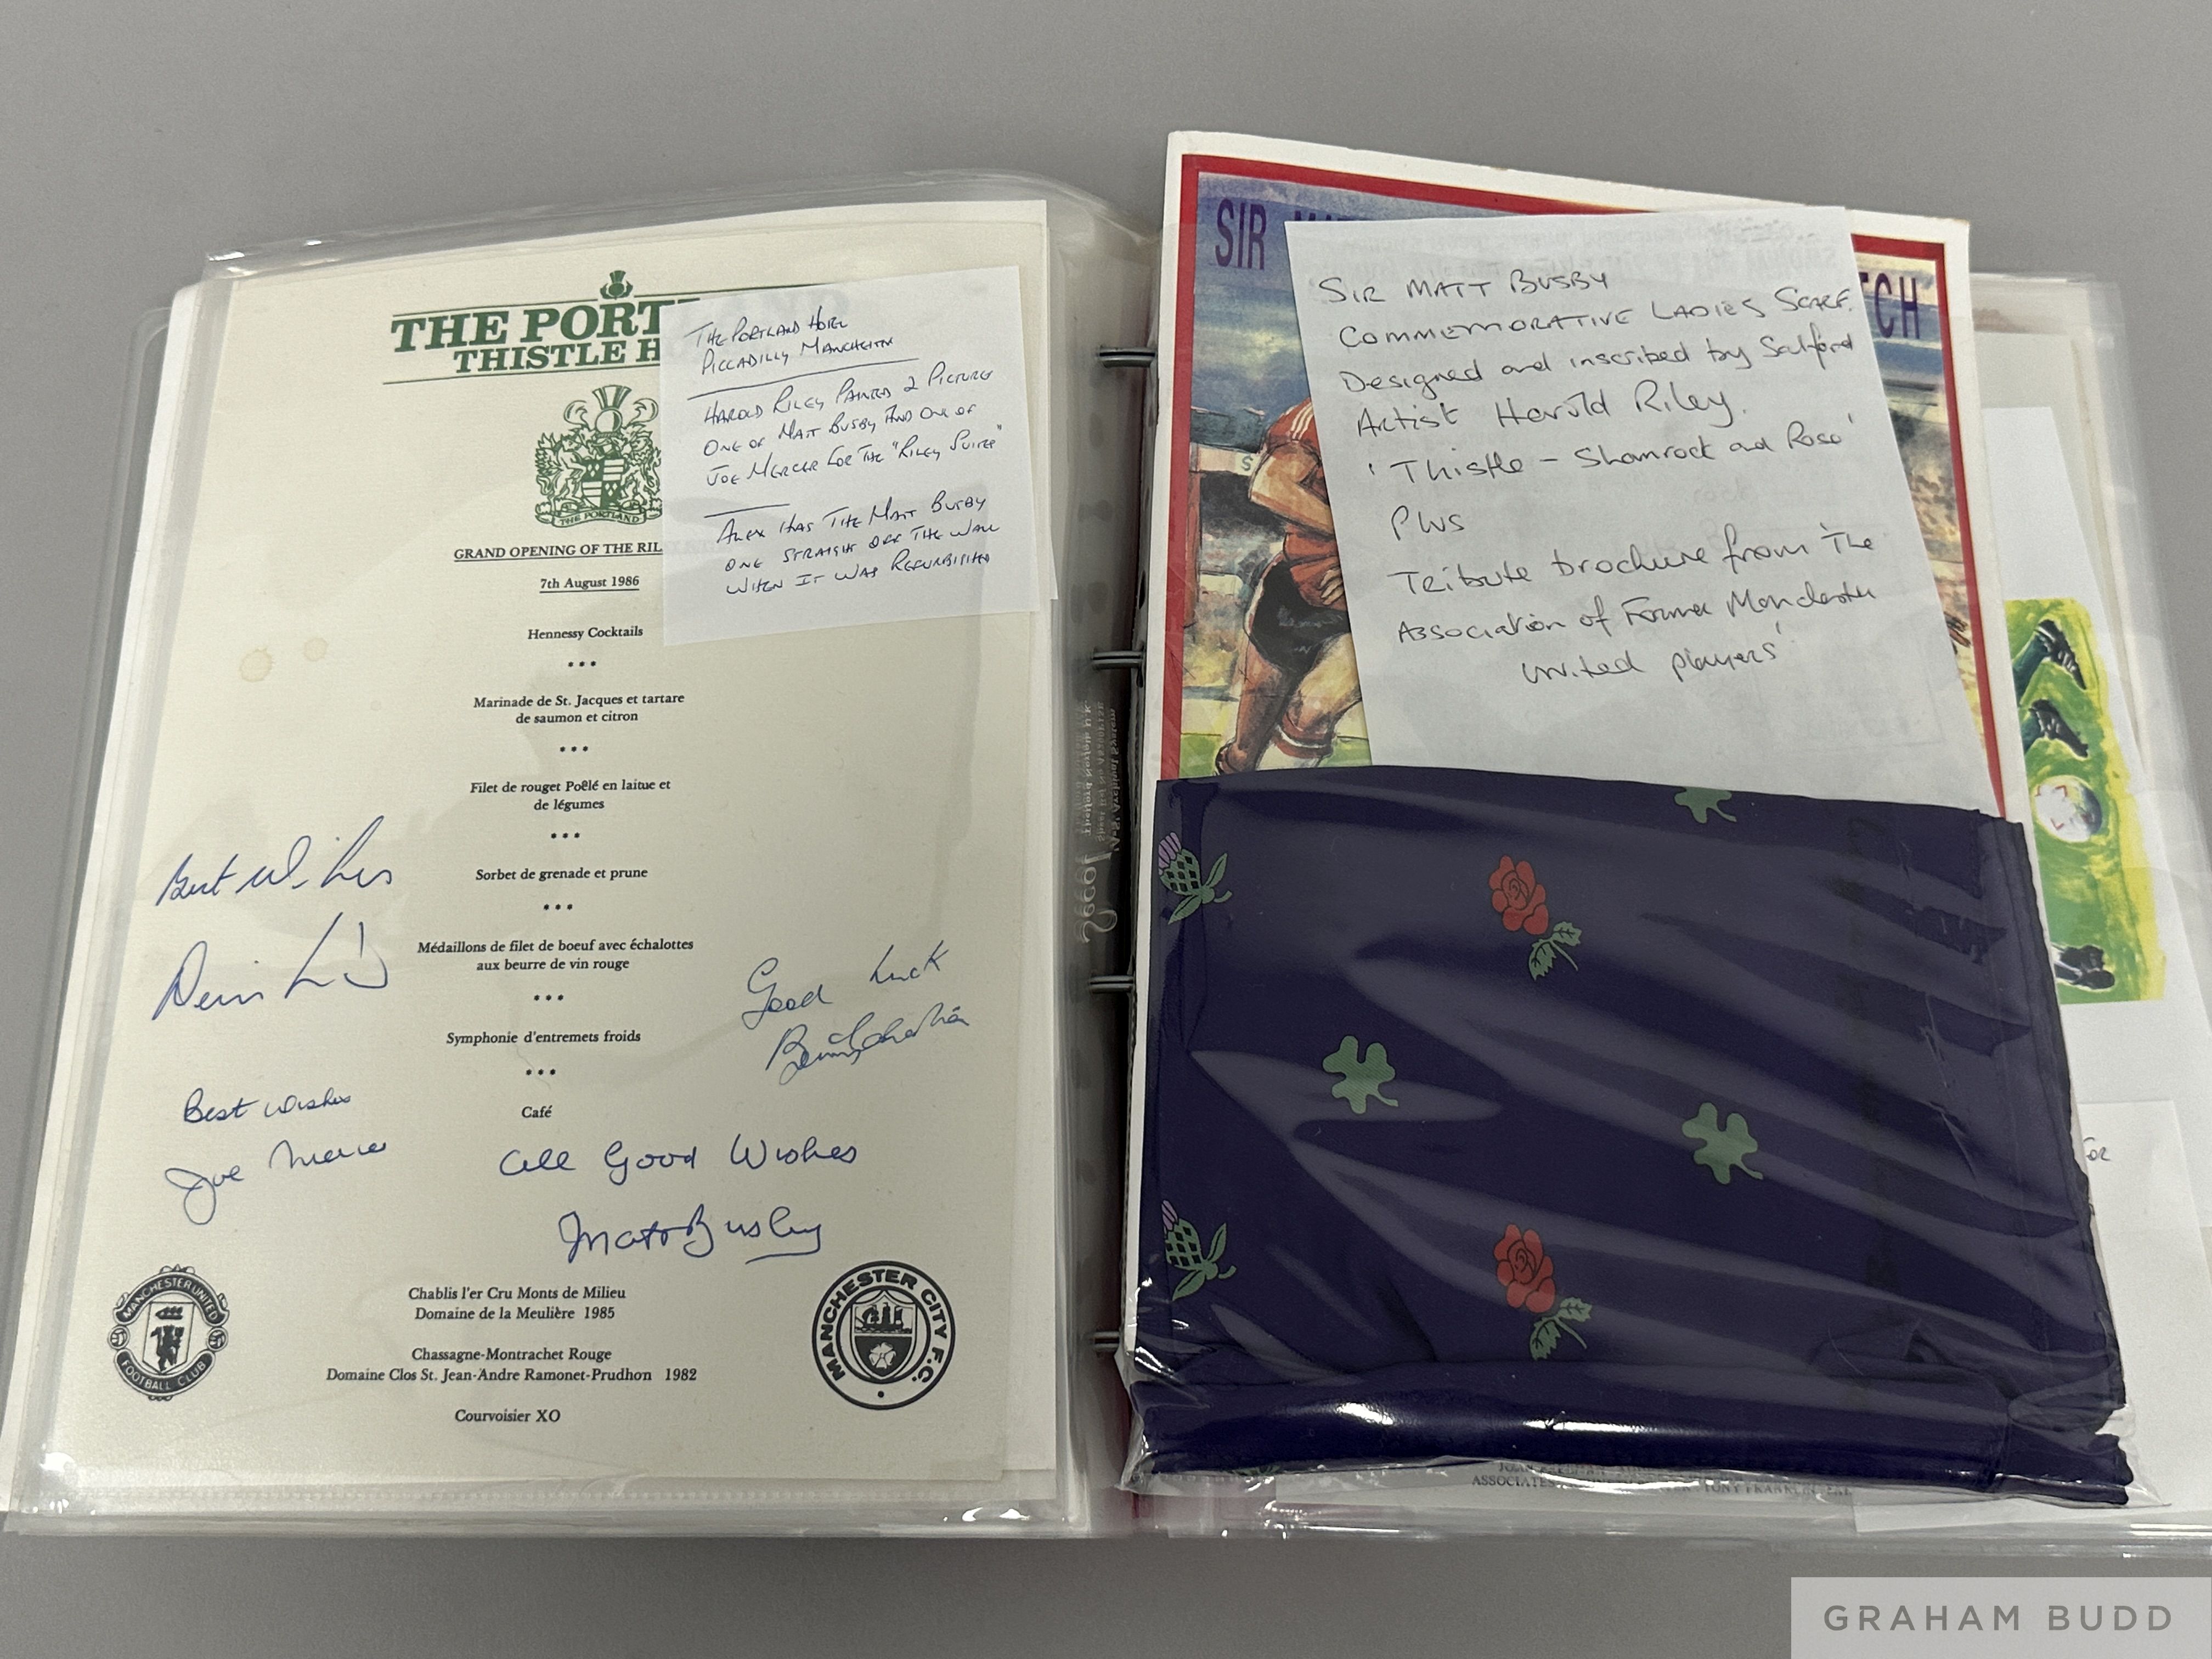 THE PORT
THISTLE H
THE PORTLAND
GRAND OPENING OF THE RIL
7th August 1986
Hennessy Cocktails
Marinade de St. Jacques et tartare
de saumon et citron
Filet de rouget Poêlé en laitue et
de légumes
Sorbet de grenade et prune
Médaillons de filet de boeuf avec échalottes
aux beurre de vin rouge
Symphonie d'entremets froids
Café
Best Wishes
Denis Law
Good Luck
Best wishes
Joe Mercer
All Good Wishes
Matt Busby
MANCHESTER UNITED
FOOTBALL CLUB
Chablis l'er Cru Monts de Milieu
Domaine de la Meulière 1985
Chassagne-Montrachet Rouge
Domaine Clos St. Jean-Andre Ramonet-Prudhon 1982
Courvoisier XO
MANCHESTER CITY F.C.
THE PORTLAND HOTEL
PICCADILLY MANCHESTER
HAROLD RILEY PAINTED 2 PICTURE
ONE OF MATT BUSBY AND ONE OF
JOE MERCER FOR THE "RILEY SUITE"
ALEX HAS THE MATT BUSBY
ONE STRAIGHT OFF THE WALL
WHEN IT WAS REFURBISHED
SIR
TCH
SIR MATT BUSBY
COMMEMORATIVE LADIES SCARF.
Designed and inscribed by Salford
Artist Harold Riley.
'Thistle - Shamrock and Rose'
PLUS
Tribute brochure from 'The
Association of Former Manchester
United players'
For
ASSOCIATES
TONY FRANKLIN
GRAHAM BUDD